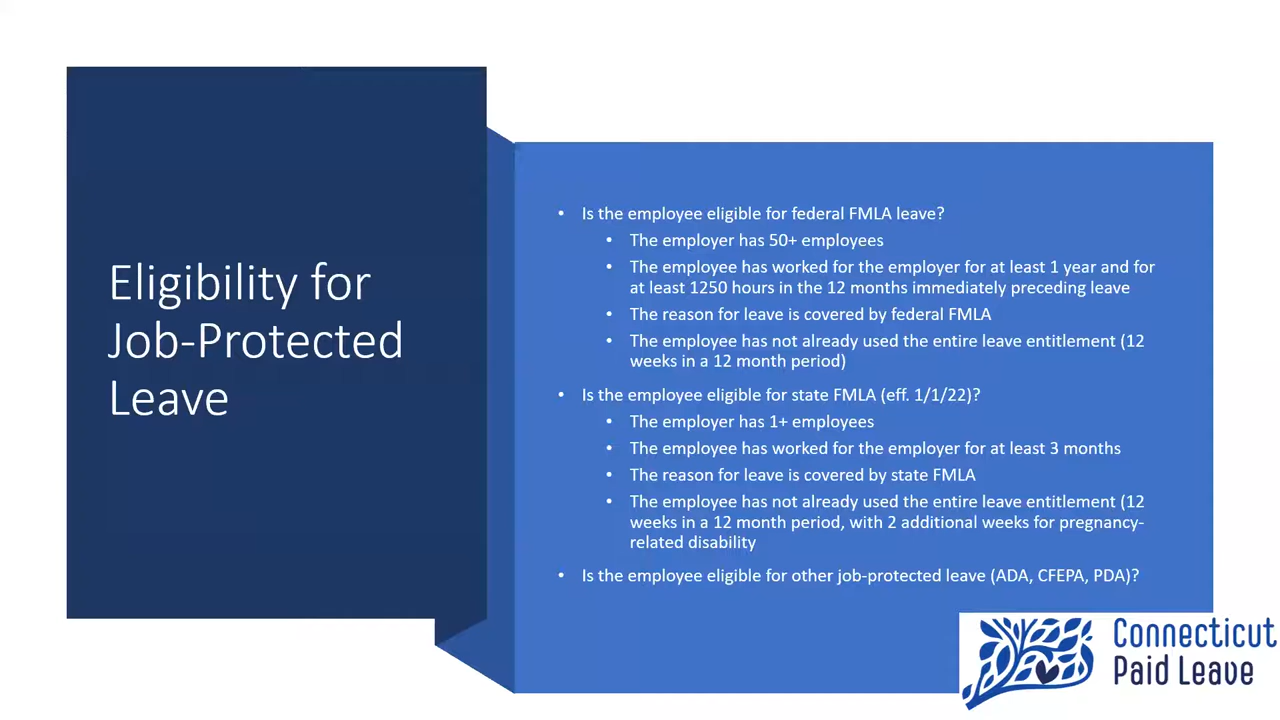 Eligibility for
Job-Protected
Leave
• Is the employee eligible for federal FMLA leave?
• The employer has 50+ employees
• The employee has worked for the employer for at least 1 year and for
at least 1250 hours in the 12 months immediately preceding leave
• The reason for leave is covered by federal FMLA
• The employee has not already used the entire leave entitlement (12
weeks in a 12 month period)
• Is the employee eligible for state FMLA (eff. 1/1/22)?
• The employer has 1+ employees
• The employee has worked for the employer for at least 3 months
• The reason for leave is covered by state FMLA
• The employee has not already used the entire leave entitlement (12
weeks in a 12 month period, with 2 additional weeks for pregnancy-
related disability
• Is the employee eligible for other job-protected leave (ADA, CFEPA, PDA)?
Connecticut
Paid Leave